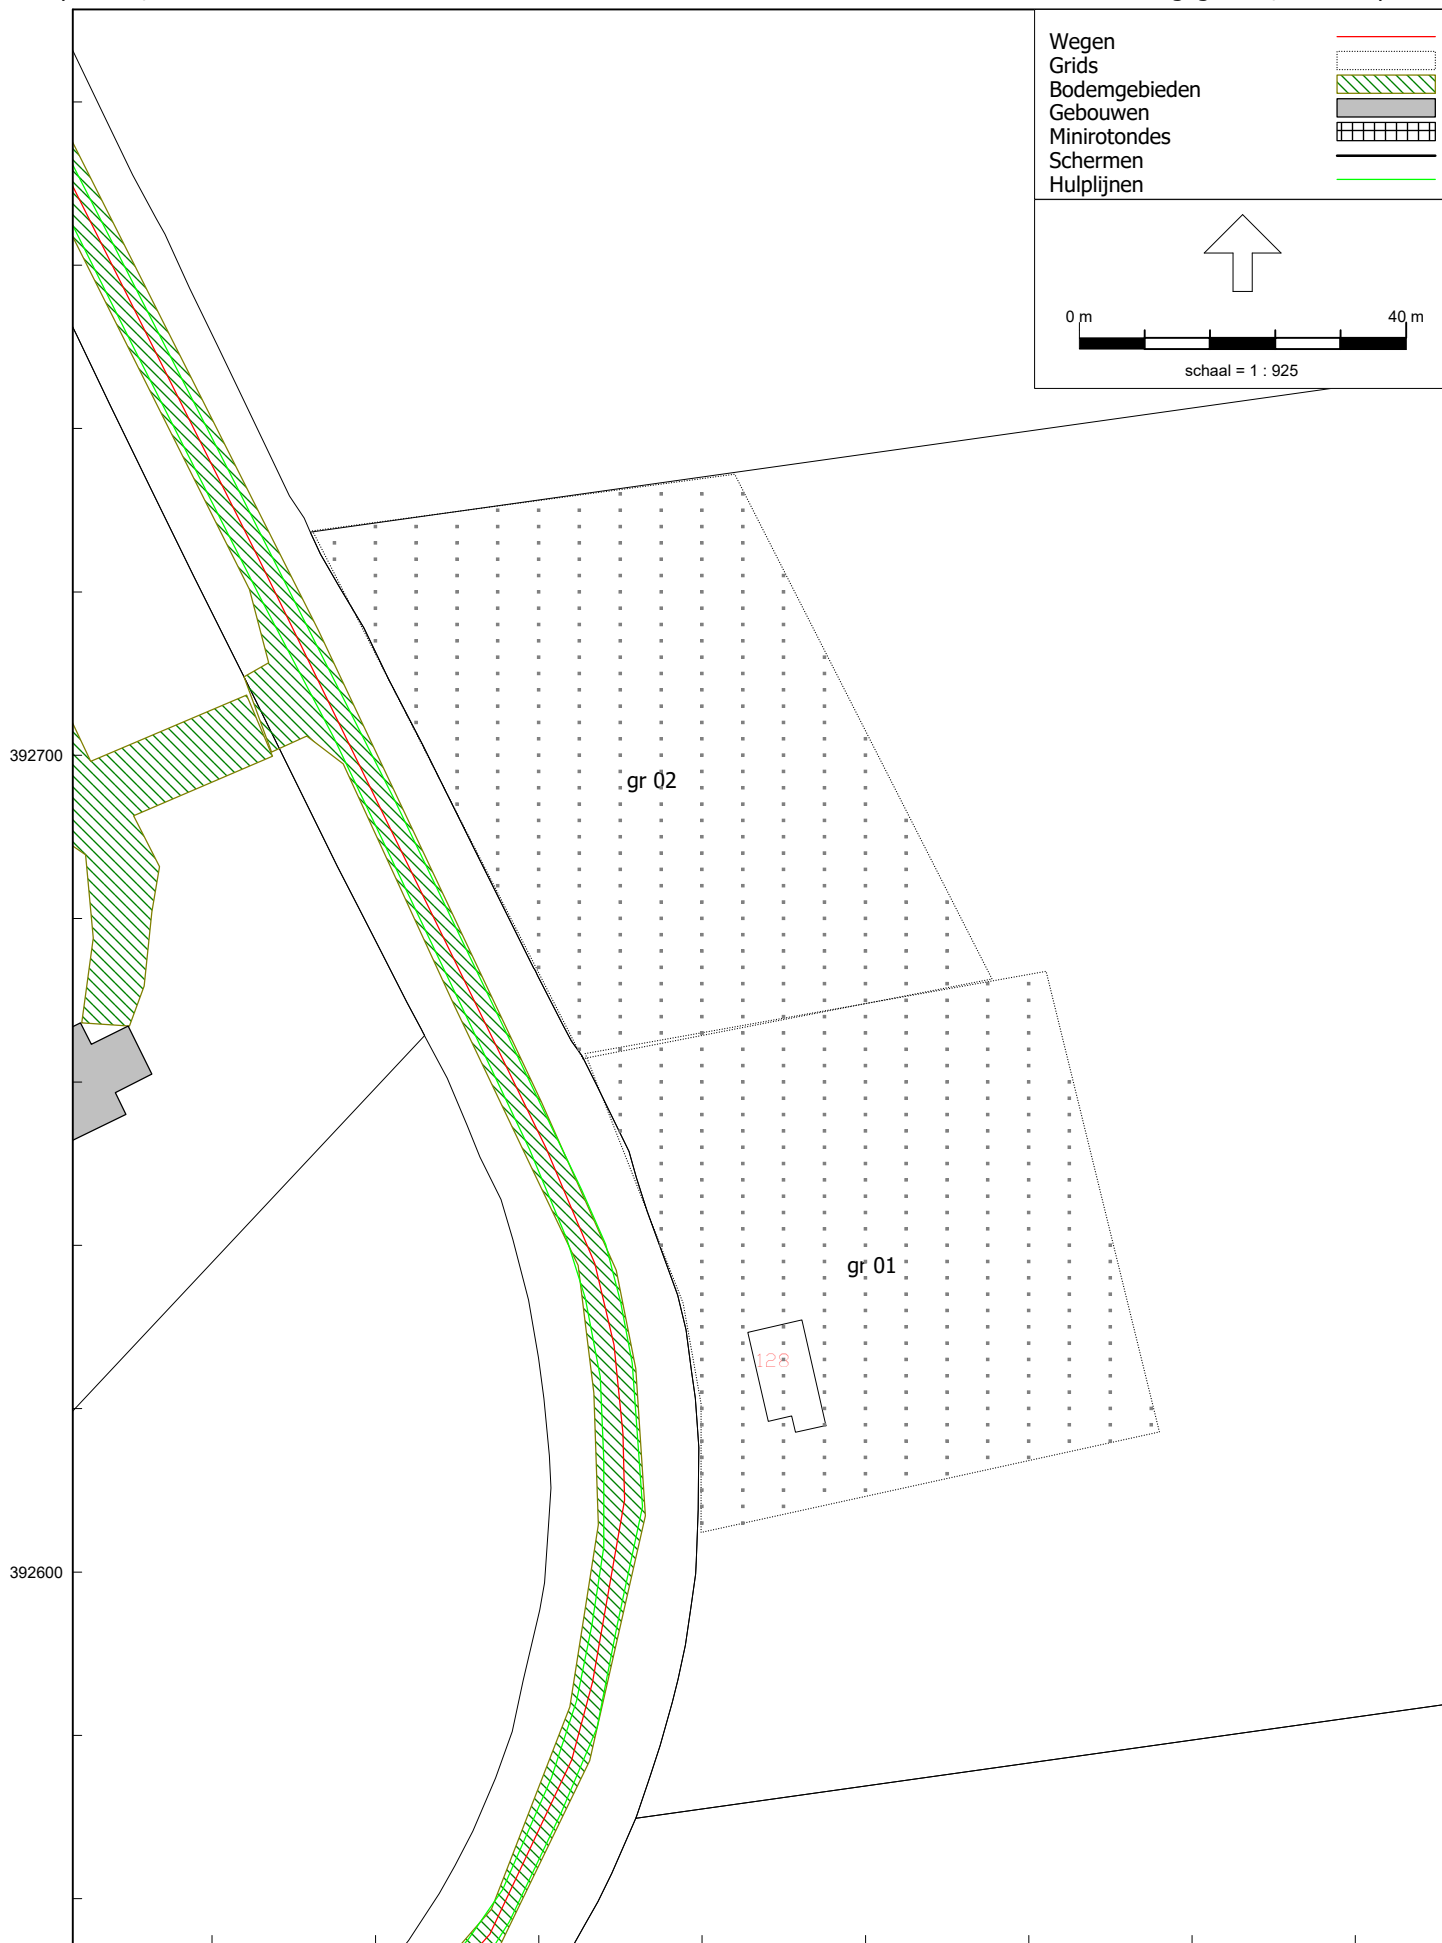 Wegen
Grids
Bodemgebieden
Gebouwen
Minirotondes
Schermen
Hulplijnen
0 m 40 m
schaal = 1 : 925
392700
gr 02
gr 01
128
392600